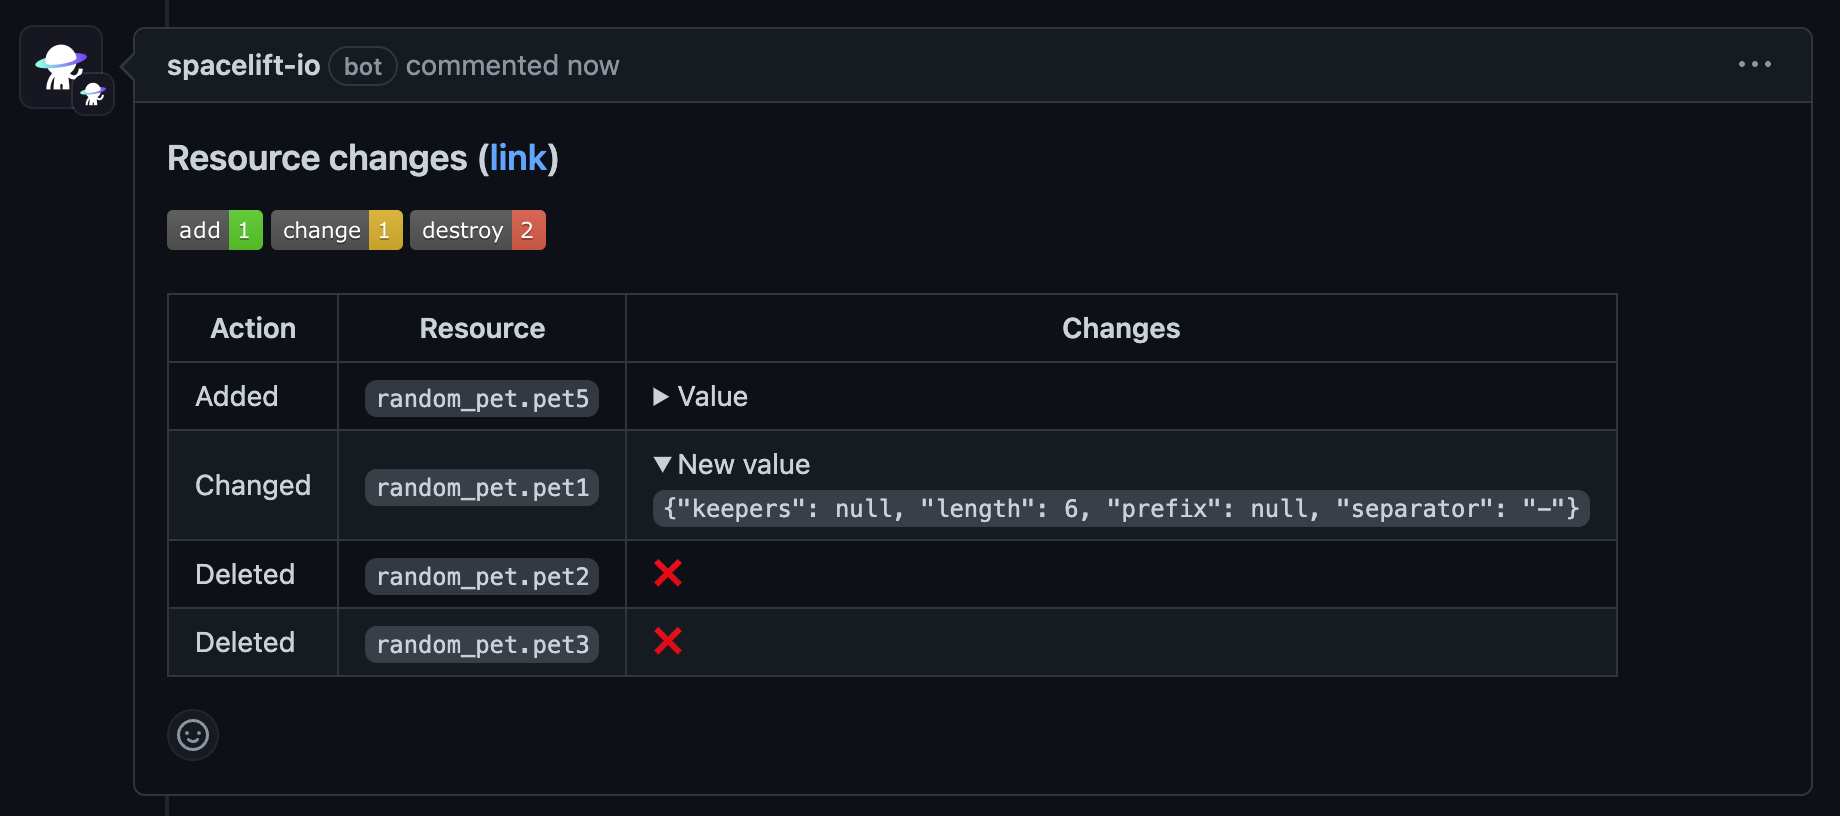 spacelift-io bot commented now
Resource changes (link)
add 1 change 1 destroy 2
Action Resource Changes
Added random_pet.pet5 ▶ Value
▼ New value
Changed random_pet.pet1 {"keepers": null, "length": 6, "prefix": null, "separator": "-"}
Deleted random_pet.pet2 ❌
Deleted random_pet.pet3 ❌